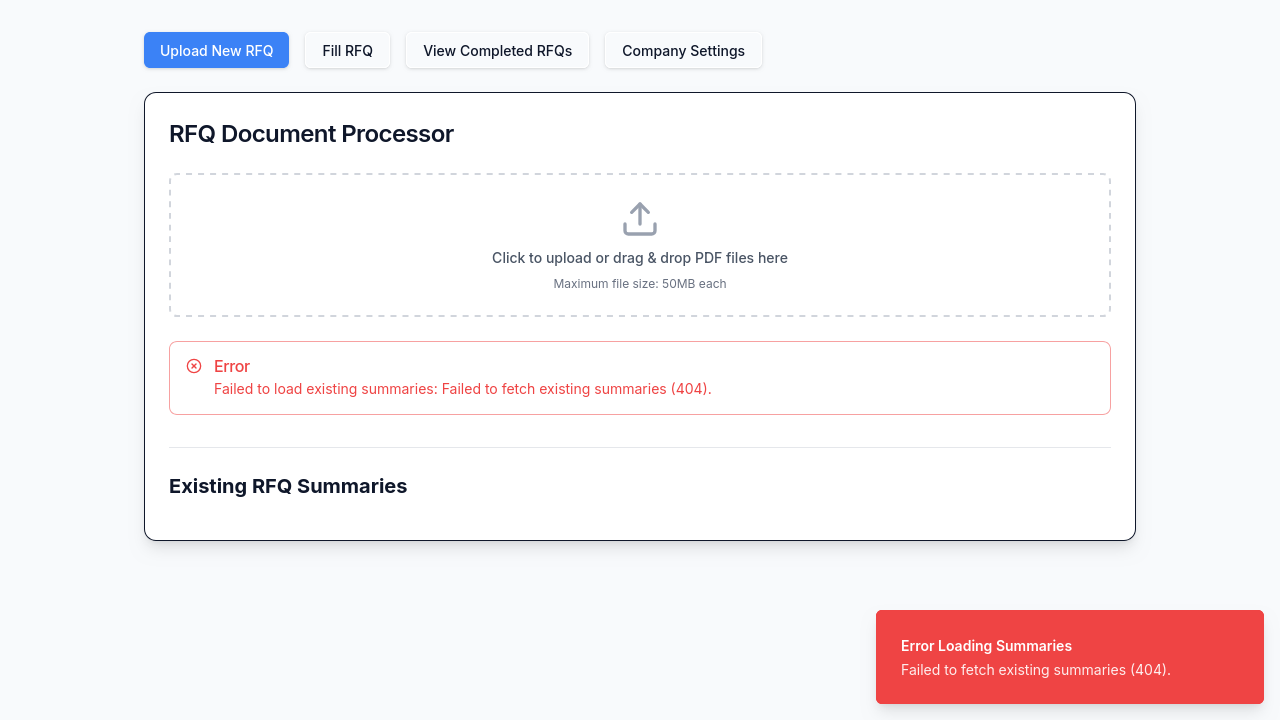 Upload New RFQ
Fill RFQ
View Completed RFQs
Company Settings
RFQ Document Processor
Click to upload or drag & drop PDF files here
Maximum file size: 50MB each
Error
Failed to load existing summaries: Failed to fetch existing summaries (404).
Existing RFQ Summaries
Error Loading Summaries
Failed to fetch existing summaries (404).